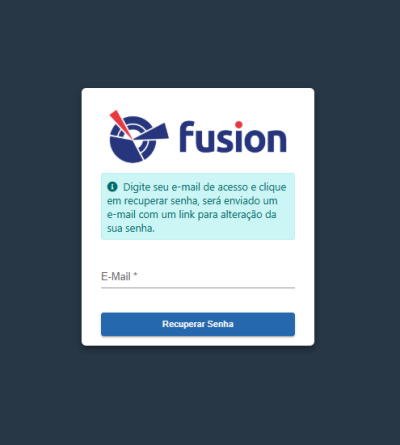 fusion
Digite seu e-mail de acesso e clique
em recuperar senha, será enviado um
e-mail com um link para alteração da
sua senha.
E-Mail *
Recuperar Senha